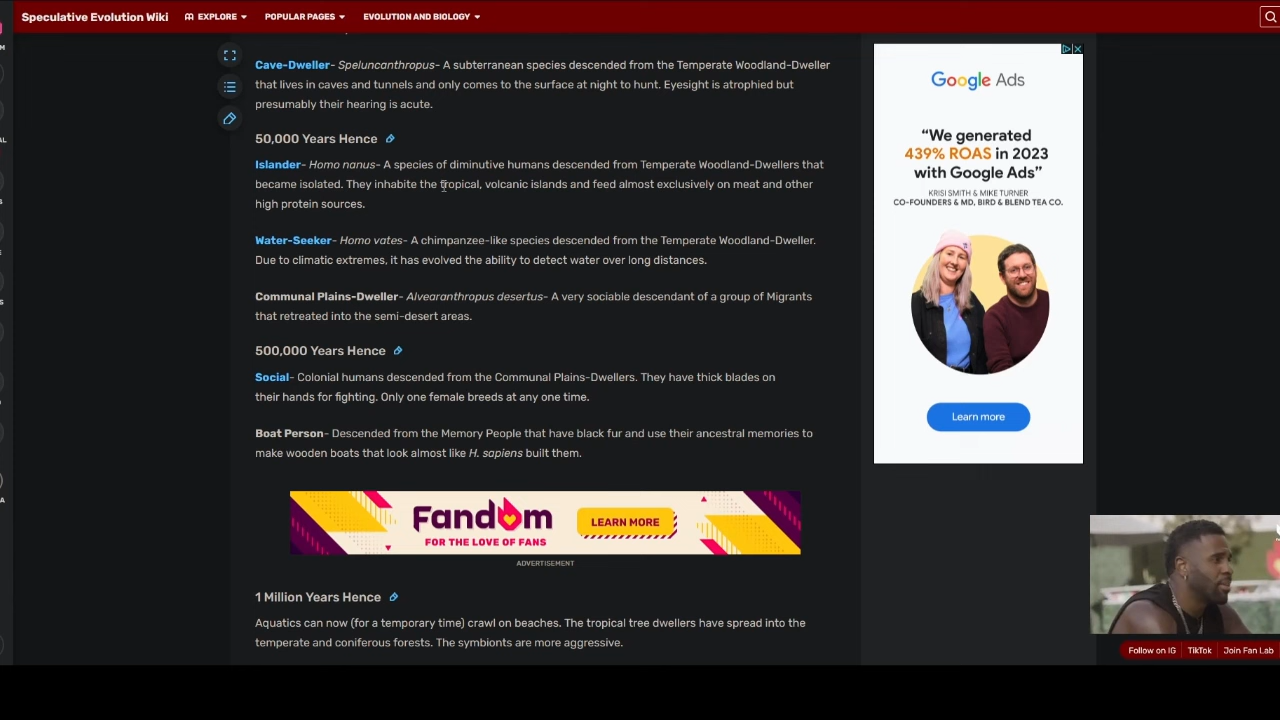 Speculative Evolution Wiki
EXPLORE
POPULAR PAGES
EVOLUTION AND BIOLOGY
Cave-Dweller- Speluncanthropus- A subterranean species descended from the Temperate Woodland-Dweller
that lives in caves and tunnels and only comes to the surface at night to hunt. Eyesight is atrophied but
presumably their hearing is acute.
50,000 Years Hence
Islander- Homo nanus- A species of diminutive humans descended from Temperate Woodland-Dwellers that
became isolated. They inhabite the tropical, volcanic islands and feed almost exclusively on meat and other
high protein sources.
Water-Seeker- Homo vates- A chimpanzee-like species descended from the Temperate Woodland-Dweller.
Due to climatic extremes, it has evolved the ability to detect water over long distances.
Communal Plains-Dweller- Alvearanthropus desertus- A very sociable descendant of a group of Migrants
that retreated into the semi-desert areas.
500,000 Years Hence
Social- Colonial humans descended from the Communal Plains-Dwellers. They have thick blades on
their hands for fighting. Only one female breeds at any one time.
Boat Person- Descended from the Memory People that have black fur and use their ancestral memories to
make wooden boats that look almost like H. sapiens built them.
Fandom
FOR THE LOVE OF FANS
LEARN MORE
ADVERTISEMENT
1 Million Years Hence
Aquatics can now (for a temporary time) crawl on beaches. The tropical tree dwellers have spread into the
temperate and coniferous forests. The symbionts are more aggressive.
Google Ads
“We generated
439% ROAS in 2023
with Google Ads”
KRISI SMITH & MIKE TURNER
CO-FOUNDERS & MD, BIRD & BLEND TEA CO.
Learn more
Follow on IG
TikTok
Join Fan Lab